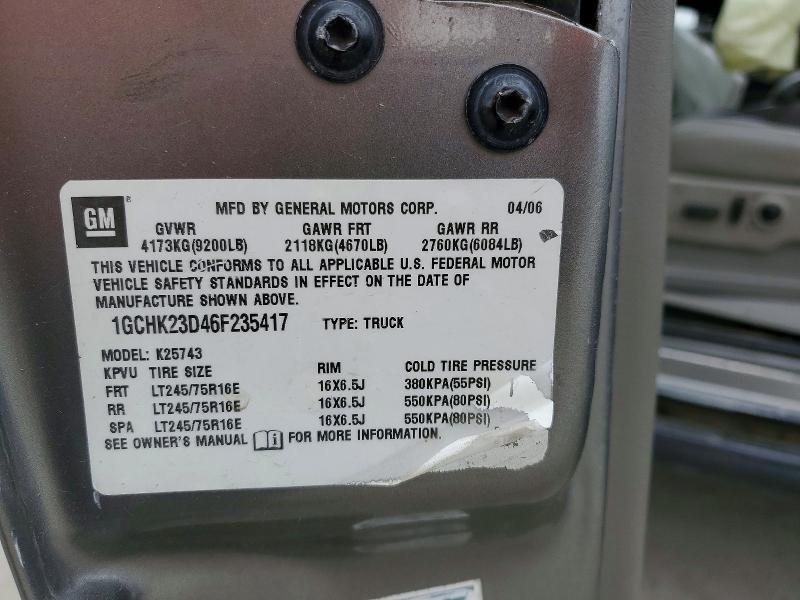 GM ® MFD BY GENERAL MOTORS CORP. 04/06
GVWR GAWR FRT GAWR RR
4173KG(9200LB) 2118KG(4670LB) 2760KG(6084LB)
THIS VEHICLE CONFORMS TO ALL APPLICABLE U.S. FEDERAL MOTOR
VEHICLE SAFETY STANDARDS IN EFFECT ON THE DATE OF
MANUFACTURE SHOWN ABOVE.
1GCHK23D46F235417 TYPE: TRUCK
MODEL: K25743
KPVU TIRE SIZE RIM COLD TIRE PRESSURE
FRT LT245/75R16E 16X6.5J 380KPA(55PSI)
RR LT245/75R16E 16X6.5J 550KPA(80PSI)
SPA LT245/75R16E 16X6.5J 550KPA(80PSI)
SEE OWNER'S MANUAL FOR MORE INFORMATION.